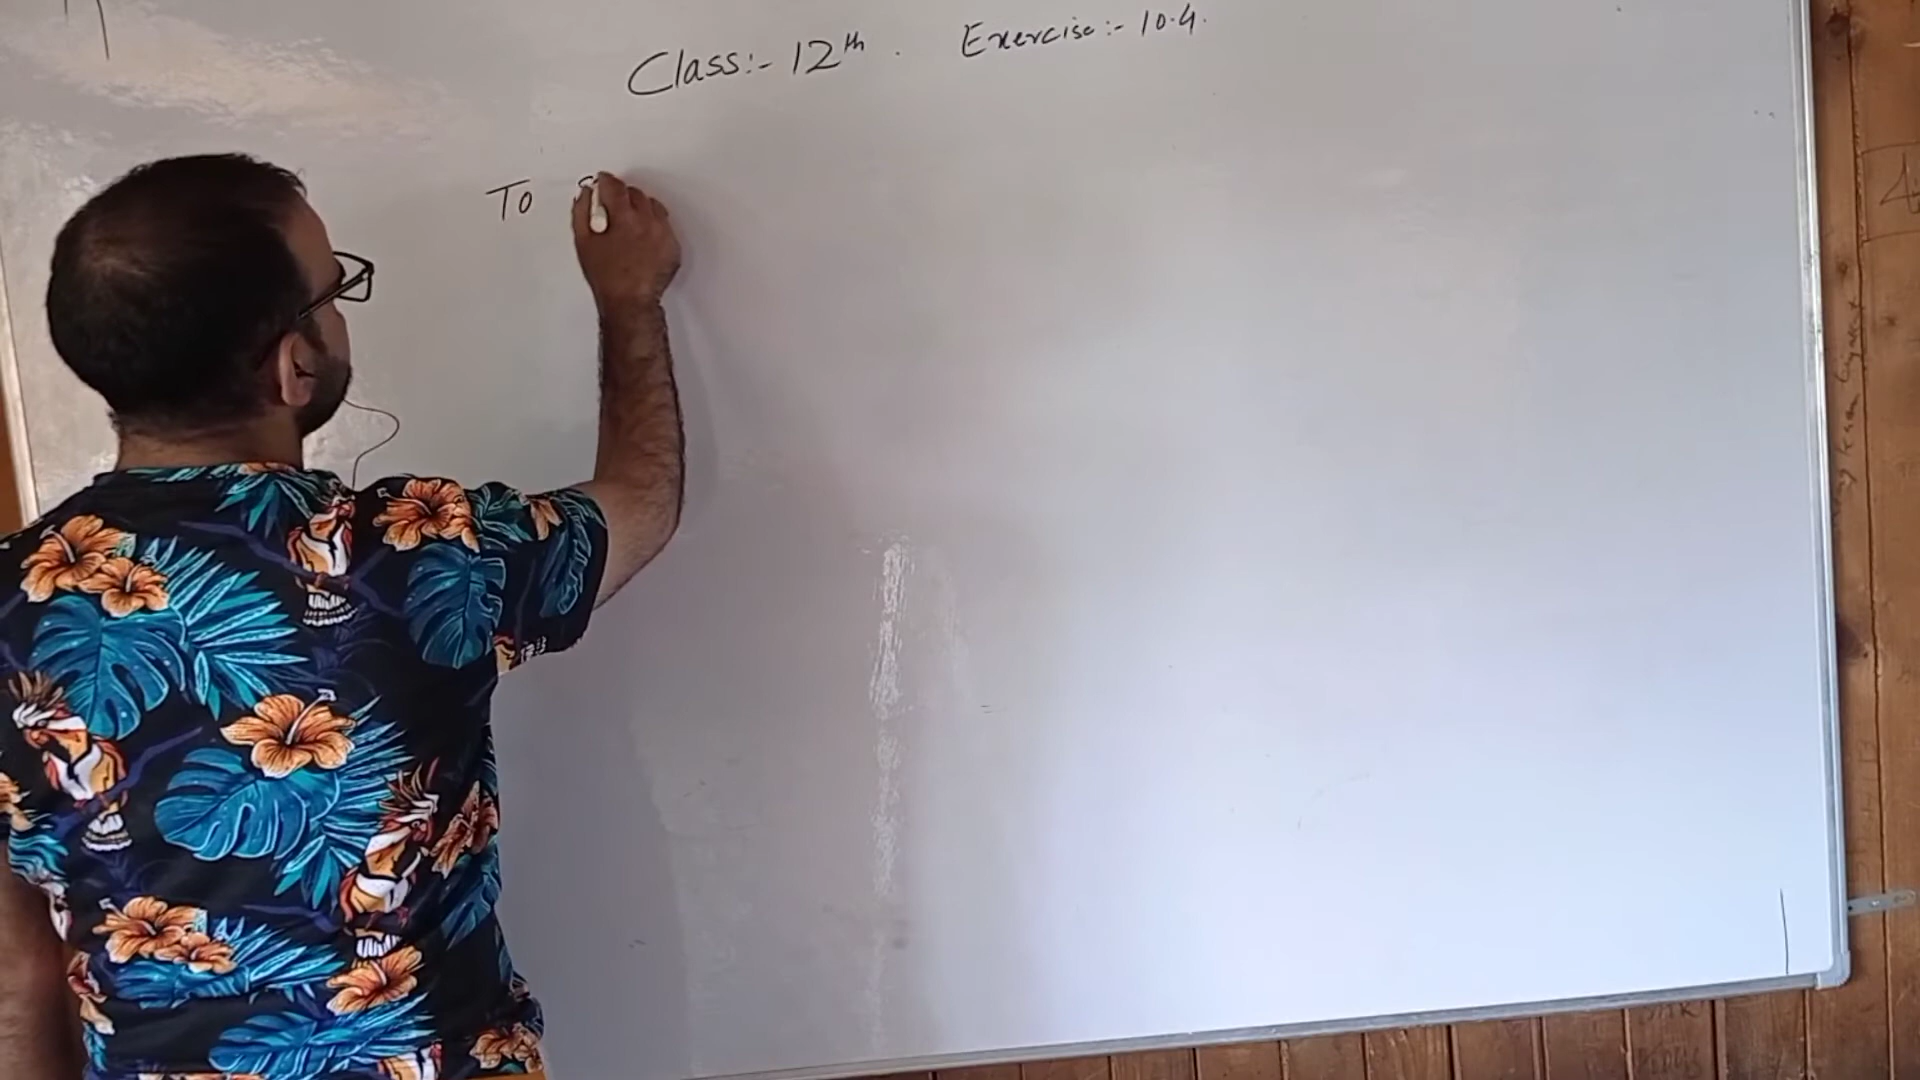 Class:- 12th . Exercise:- 10.4.
To s